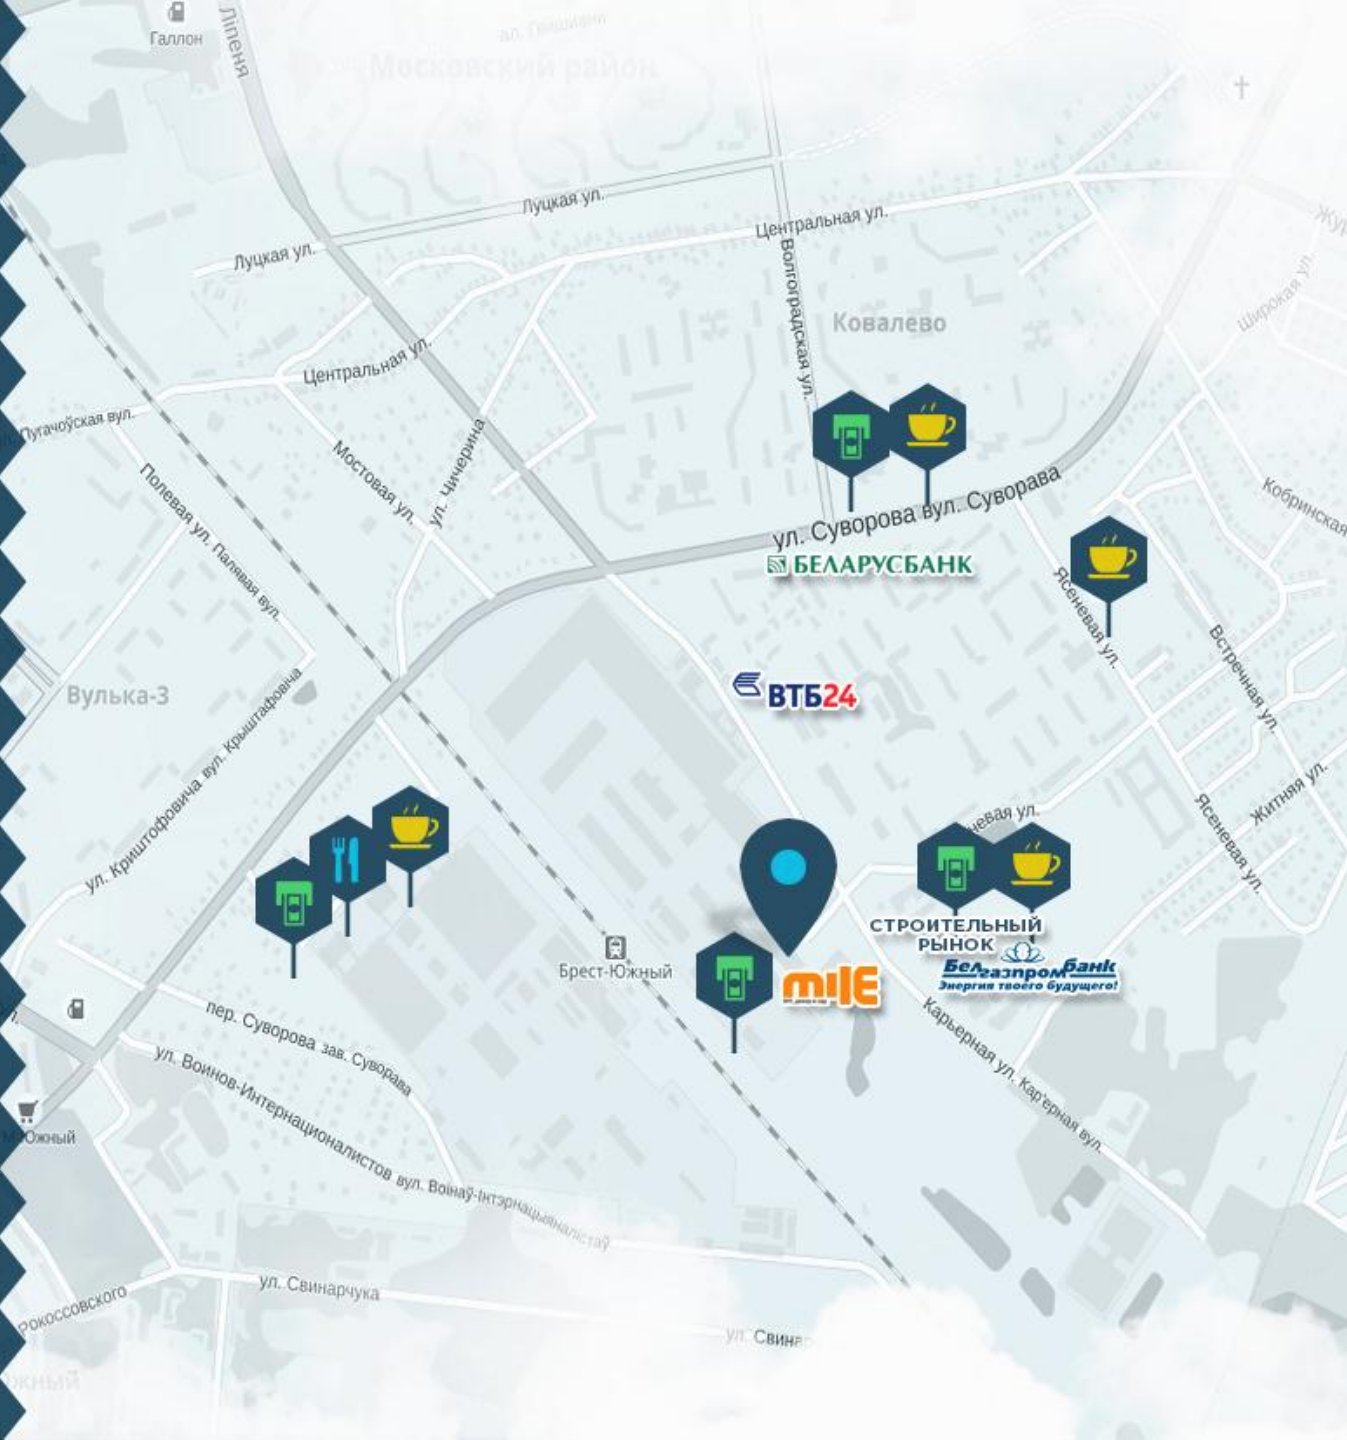 Галлон
Ліпеня
Московский район
Луцкая ул.
Луцкая ул.
Центральная ул.
Волгоградская ул.
Ковалево
Широкая ул.
Центральная ул.
Пугачоўская вул.
Мостовая ул.
ул. Чичерина
Полевая ул. Палявая вул.
ул. Суворова вул. Суворава
БЕЛАРУСБАНК
Кобринская
Ясеневая ул.
Встречная ул.
Вулька-3
ВТБ24
ул. Криштофовича вул. Крыштафовіча
Житняя ул.
Ясеневая ул.
невая ул.
СТРОИТЕЛЬНЫЙ
РЫНОК
Белгазпромбанк
Энергия твоего будущего!
Брест-Южный
mile
Карьерная ул. Кар'ерная вул.
пер. Суворова зав. Суворава
ул. Воинов-Интернационалистов вул. Воінаў-Інтэрнацыяналістаў
Южный
ул. Свинарчука
Рокоссовского
ул. Свина
жный